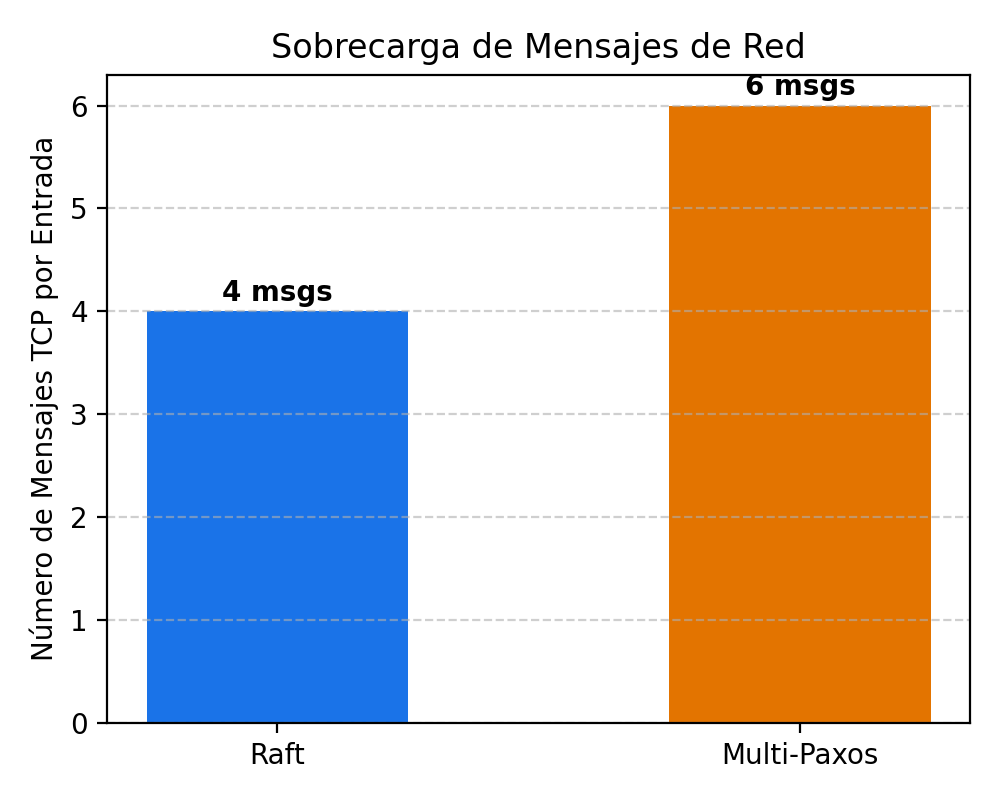 Sobrecarga de Mensajes de Red
Número de Mensajes TCP por Entrada
6
5
4
3
2
1
0
4 msgs
6 msgs
Raft
Multi-Paxos